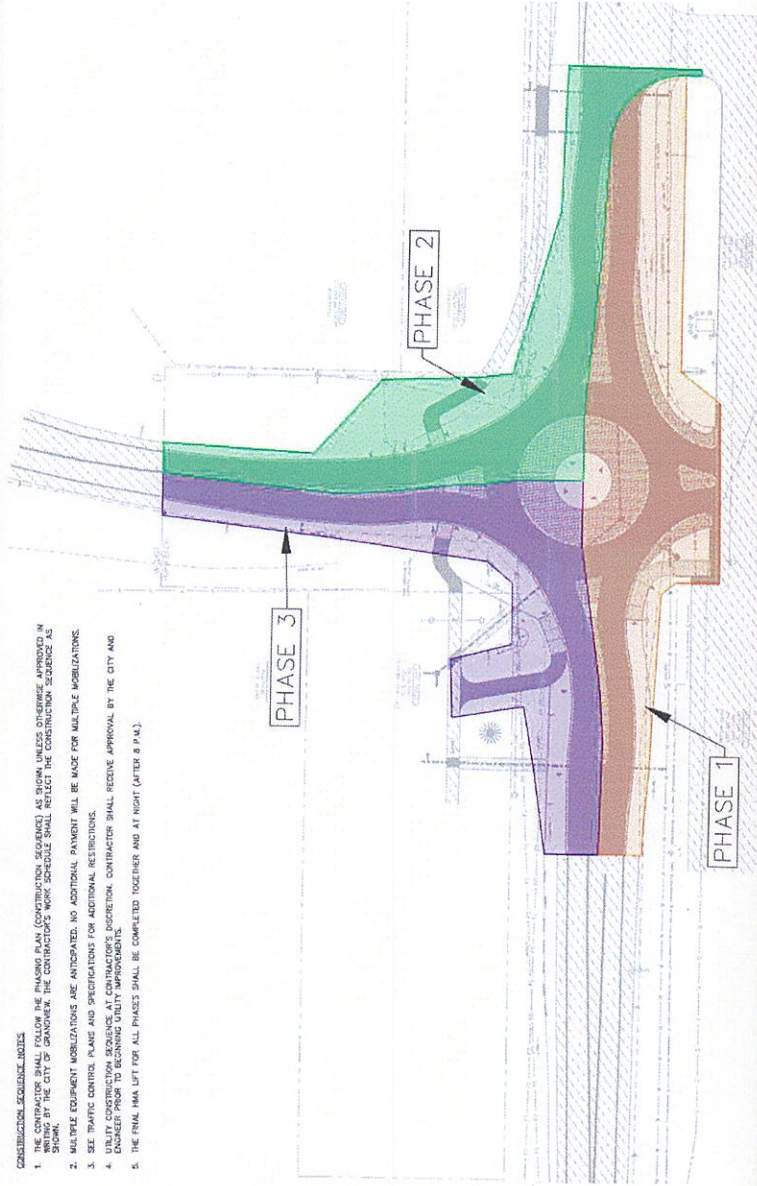 CONSTRUCTION SEQUENCE NOTES
1. THE CONTRACTOR SHALL FOLLOW THE PHASING PLAN (CONSTRUCTION SEQUENCE) AS SHOWN UNLESS OTHERWISE APPROVED IN
WRITING BY THE CITY OF GRANDVIEW. THE CONTRACTOR'S WORK SCHEDULE SHALL REFLECT THE CONSTRUCTION SEQUENCE AS
SHOWN.
2. MULTIPLE EQUIPMENT MOBILIZATIONS ARE ANTICIPATED. NO ADDITIONAL PAYMENT WILL BE MADE FOR MULTIPLE MOBILIZATIONS.
3. SEE TRAFFIC CONTROL PLANS AND SPECIFICATIONS FOR ADDITIONAL RESTRICTIONS.
4. UTILITY CONSTRUCTION SEQUENCE AT CONTRACTOR'S DISCRETION. CONTRACTOR SHALL RECEIVE APPROVAL BY THE CITY AND
ENGINEER PRIOR TO BEGINNING UTILITY IMPROVEMENTS.
5. THE FINAL HMA LIFT FOR ALL PHASES SHALL BE COMPLETED TOGETHER AND AT NIGHT (AFTER 8 P.M.).
PHASE 3
PHASE 2
PHASE 1